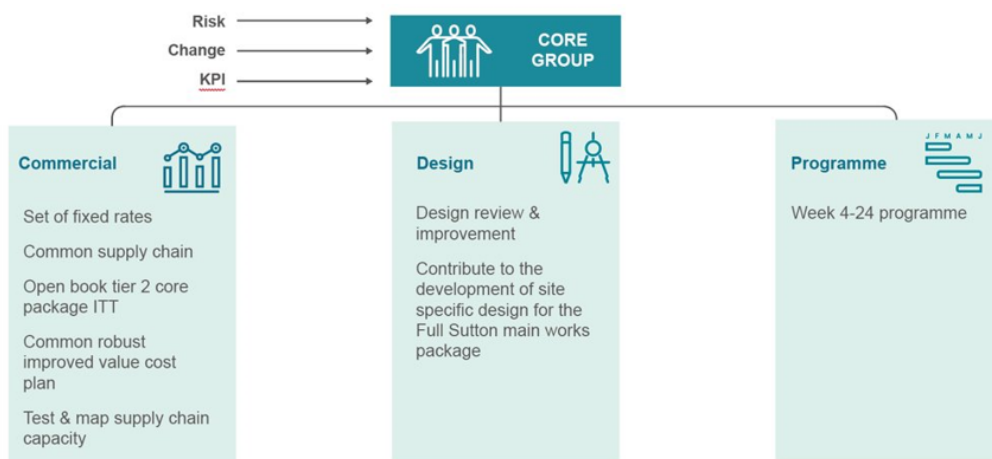 Risk
Change
KPI
CORE
GROUP
Commercial
Set of fixed rates
Common supply chain
Open book tier 2 core
package ITT
Common robust
improved value cost
plan
Test & map supply chain
capacity
Design
Design review &
improvement
Contribute to the
development of site
specific design for the
Full Sutton main works
package
J F M A M J
Programme
Week 4-24 programme